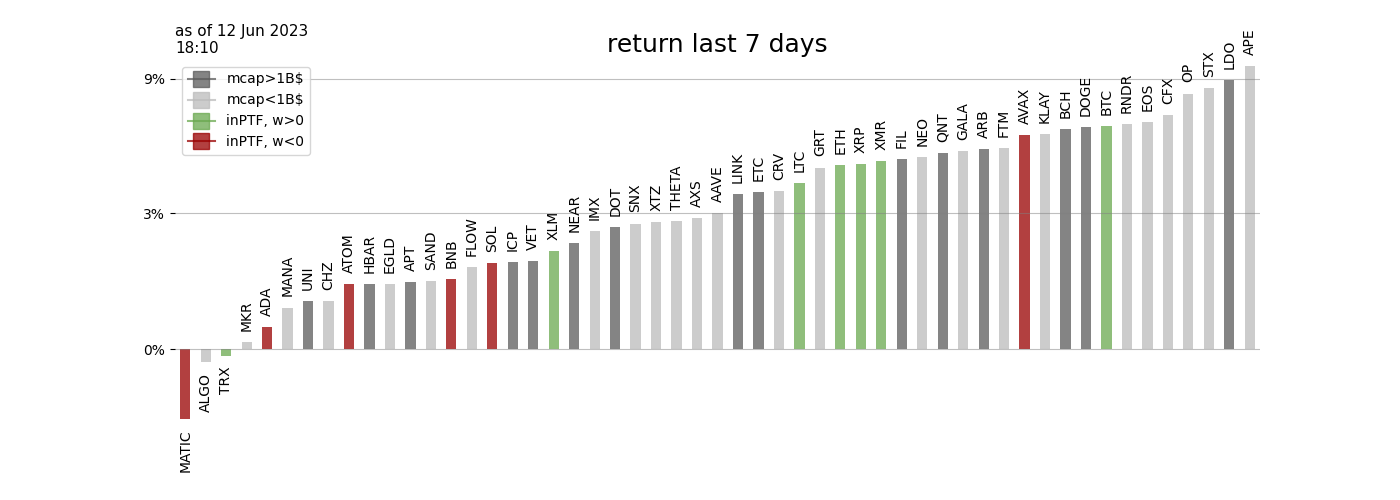 as of 12 Jun 2023
18:10
return last 7 days
mcap>1B$
mcap<1B$
inPTF, w>0
inPTF, w<0
9%
3%
0%
MATIC
ALGO
TRX
MKR
ADA
MANA
UNI
CHZ
ATOM
HBAR
EGLD
APT
SAND
BNB
FLOW
SOL
ICP
VET
XLM
NEAR
IMX
DOT
SNX
XTZ
THETA
AXS
AAVE
LINK
ETC
CRV
LTC
GRT
ETH
XRP
XMR
FIL
NEO
QNT
GALA
ARB
FTM
AVAX
KLAY
BCH
DOGE
BTC
RNDR
EOS
CFX
OP
STX
LDO
APE